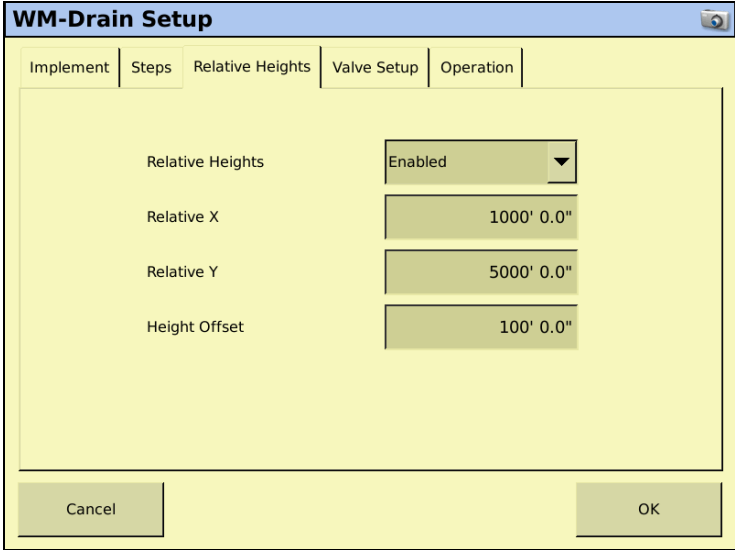 WM-Drain Setup
Implement Steps Relative Heights Valve Setup Operation
Relative Heights Enabled
Relative X 1000' 0.0"
Relative Y 5000' 0.0"
Height Offset 100' 0.0"
Cancel OK